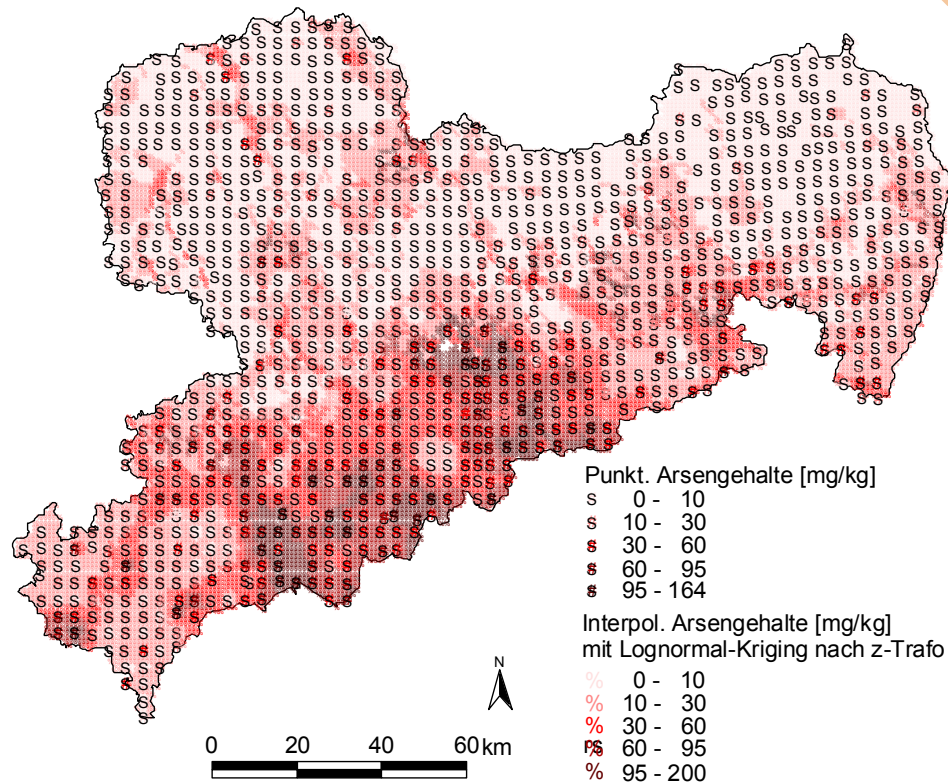 Punkt. Arsengehalte [mg/kg]
S 0 - 10
S 10 - 30
S 30 - 60
S 60 - 95
S 95 - 164
Interpol. Arsengehalte [mg/kg]
mit Lognormal-Kriging nach z-Trafo
% 0 - 10
% 10 - 30
% 30 - 60
60 - 95
% 95 - 200
N
0 20 40 60 km